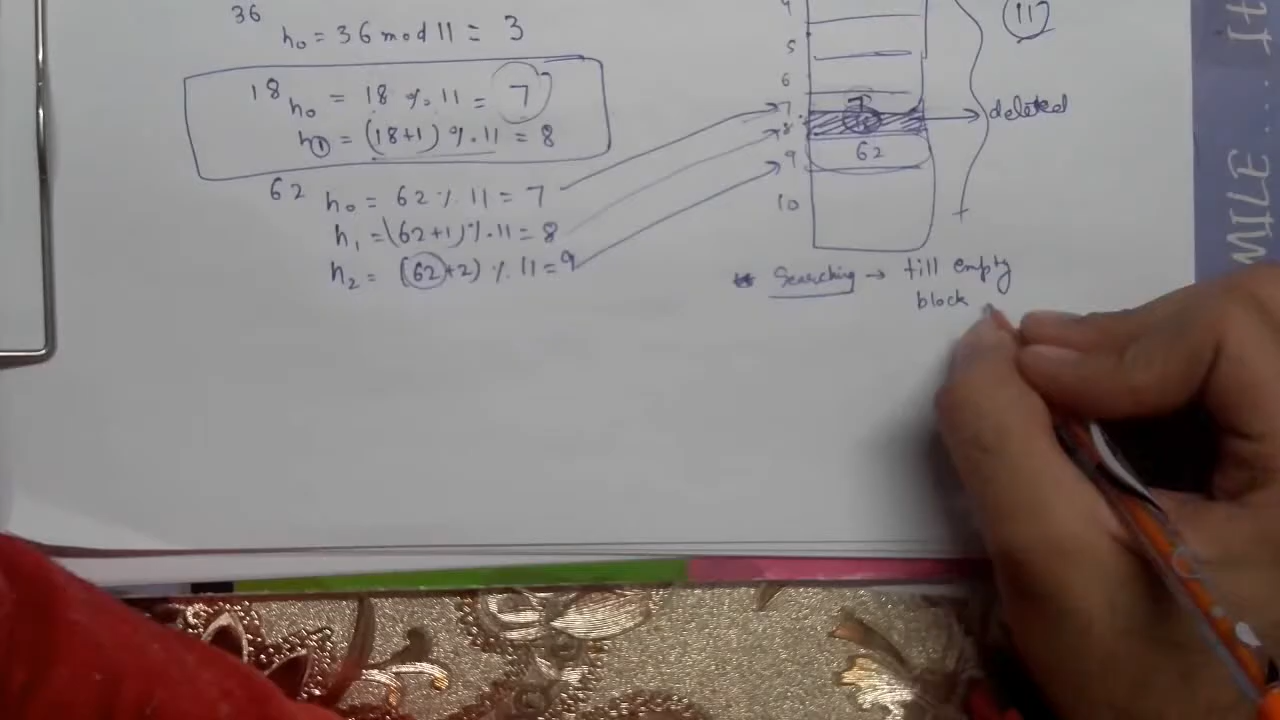 36
h₀ = 36 mod 11 = 3
18
h₀ = 18 %. 11 = 7
h① = (18+1) %. 11 = 8
62
h₀ = 62 %. 11 = 7
h₁ = (62+1) %. 11 = 8
h₂ = (62+2) %. 11 = 9
4
5
6
7
8
9
10
62
11
deleted
Searching → till empty
block